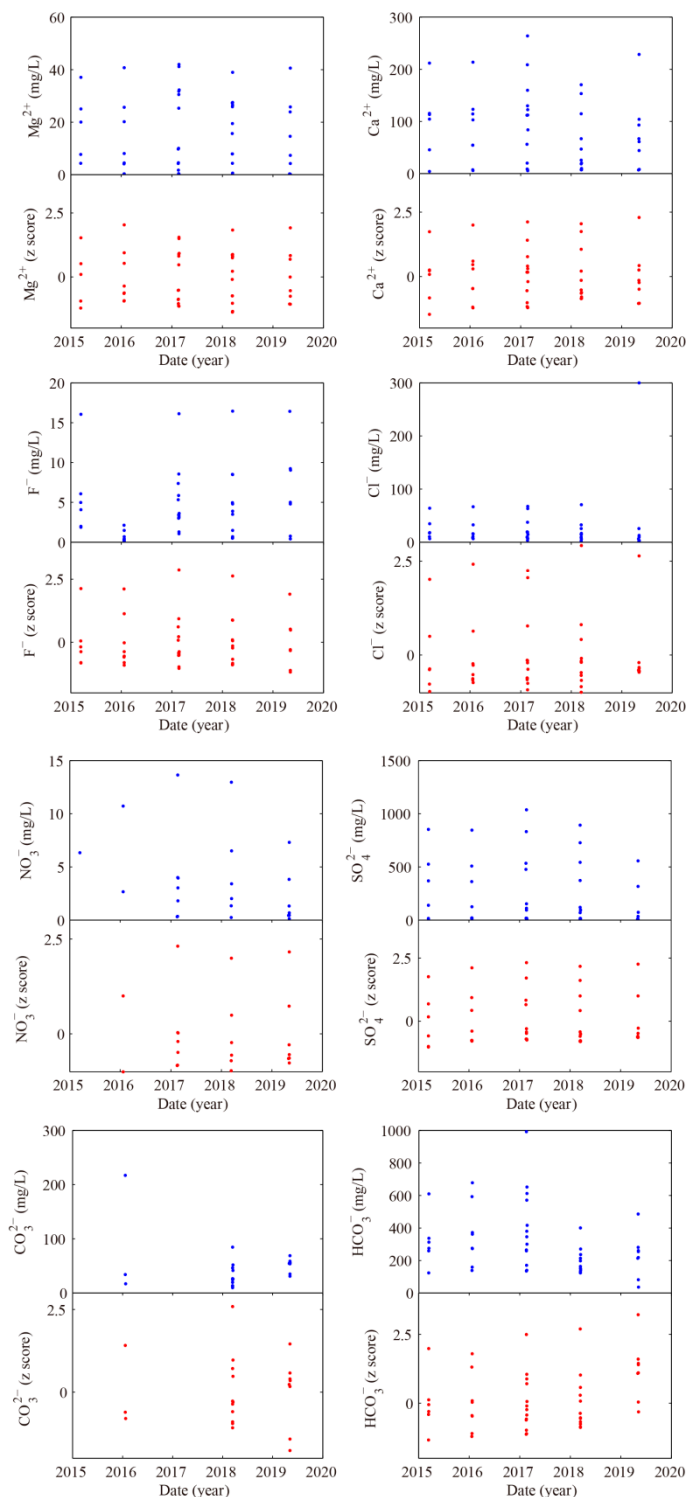 60
40
20
0
Mg2+ (mg/L)
2.5
0
Mg2+ (z score)
2015 2016 2017 2018 2019 2020
Date (year)
300
200
100
0
Ca2+ (mg/L)
2.5
0
Ca2+ (z score)
2015 2016 2017 2018 2019 2020
Date (year)
20
15
10
5
0
F− (mg/L)
2.5
0
F− (z score)
2015 2016 2017 2018 2019 2020
Date (year)
300
200
100
0
Cl− (mg/L)
2.5
0
Cl− (z score)
2015 2016 2017 2018 2019 2020
Date (year)
15
10
5
0
NO3− (mg/L)
2.5
0
NO3− (z score)
2015 2016 2017 2018 2019 2020
Date (year)
1500
1000
500
0
SO42− (mg/L)
2.5
0
SO42− (z score)
2015 2016 2017 2018 2019 2020
Date (year)
300
200
100
0
CO32− (mg/L)
2.5
0
CO32− (z score)
2015 2016 2017 2018 2019 2020
Date (year)
1000
800
600
400
200
0
HCO3− (mg/L)
2.5
0
HCO3− (z score)
2015 2016 2017 2018 2019 2020
Date (year)